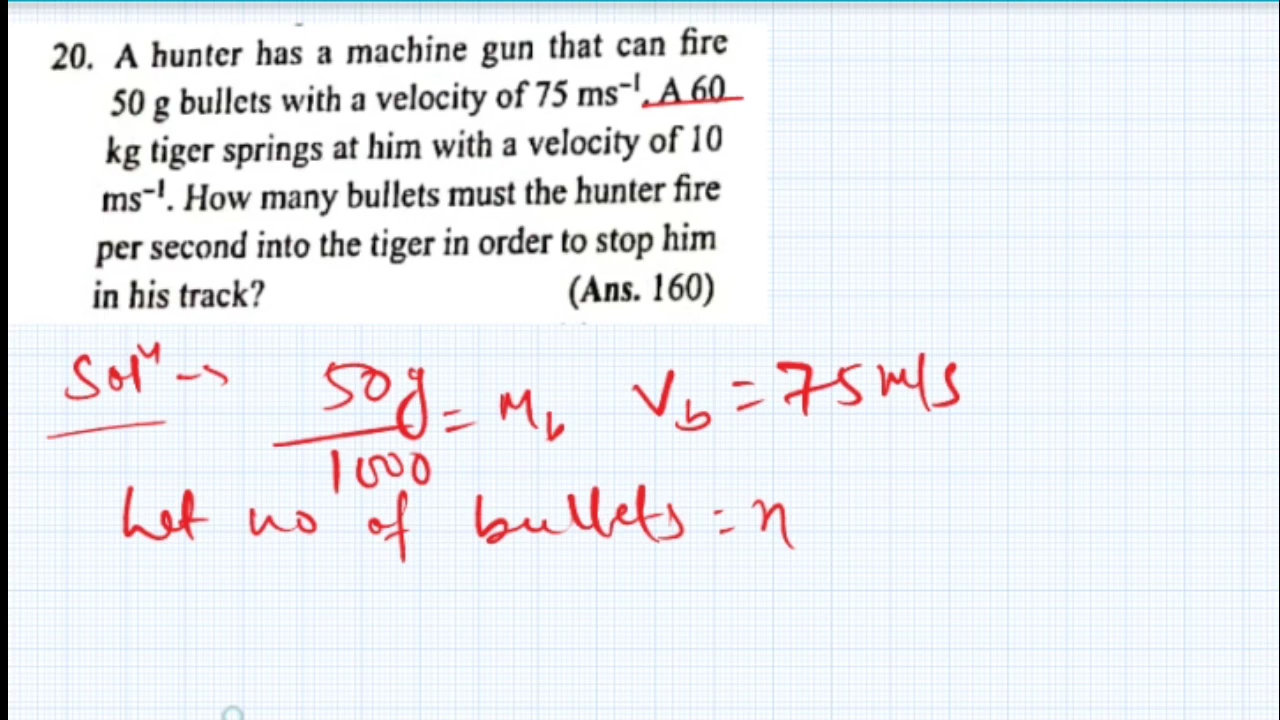 20. A hunter has a machine gun that can fire
50 g bullets with a velocity of 75 ms⁻¹. A 60
kg tiger springs at him with a velocity of 10
ms⁻¹. How many bullets must the hunter fire
per second into the tiger in order to stop him
in his track? (Ans. 160)
Solⁿ → 50g/1000 = Mb Vb = 75 m/s
Let no of bullets = n